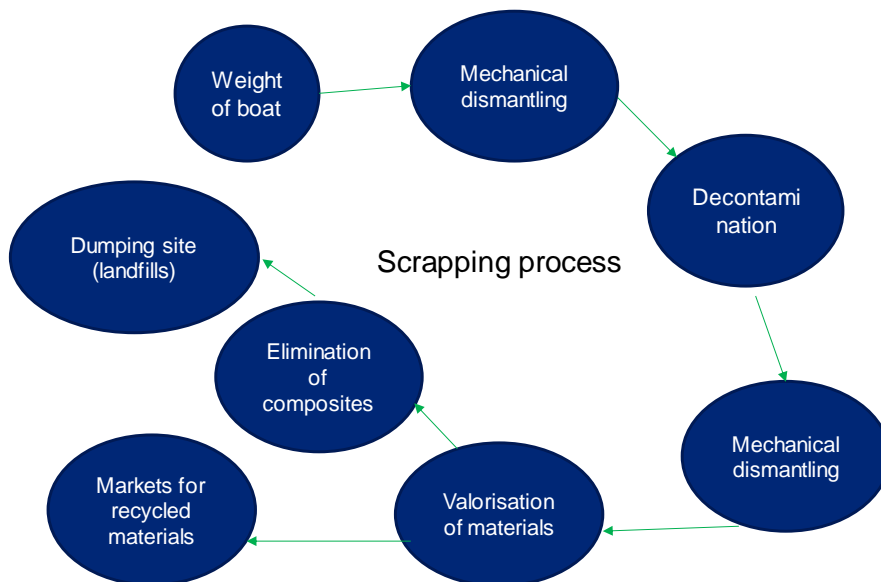 Weight
of boat
Mechanical
dismantling
Decontami
nation
Scrapping process
Dumping site
(landfills)
Elimination
of
composites
Mechanical
dismantling
Markets for
recycled
materials
Valorisation
of materials